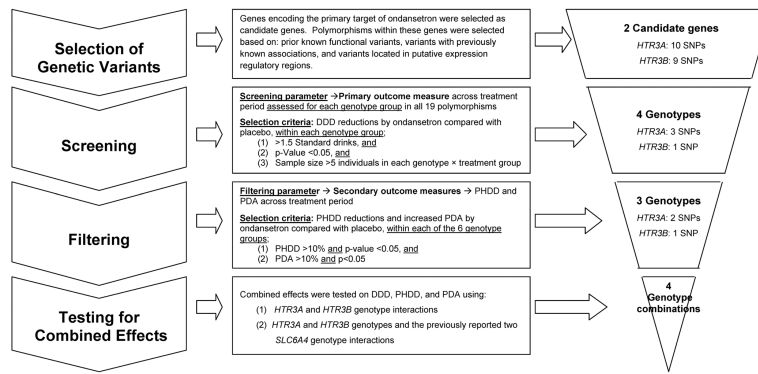 Selection of
Genetic Variants
Genes encoding the primary target of ondansetron were selected as
candidate genes. Polymorphisms within these genes were selected
based on: prior known functional variants, variants with previously
known associations, and variants located in putative expression
regulatory regions.
2 Candidate genes
HTR3A: 10 SNPs
HTR3B: 9 SNPs
Screening
Screening parameter →Primary outcome measure across treatment
period assessed for each genotype group in all 19 polymorphisms
Selection criteria: DDD reductions by ondansetron compared with
placebo, within each genotype group;
(1) >1.5 Standard drinks, and
(2) p-Value <0.05, and
(3) Sample size >5 individuals in each genotype × treatment group
4 Genotypes
HTR3A: 3 SNPs
HTR3B: 1 SNP
Filtering
Filtering parameter → Secondary outcome measures → PHDD and
PDA across treatment period
Selection criteria: PHDD reductions and increased PDA by
ondansetron compared with placebo, within each of the 6 genotype
groups;
(1) PHDD >10% and p-value <0.05, and
(2) PDA >10% and p<0.05
3 Genotypes
HTR3A: 2 SNPs
HTR3B: 1 SNP
Testing for
Combined Effects
Combined effects were tested on DDD, PHDD, and PDA using:
(1) HTR3A and HTR3B genotype interactions
(2) HTR3A and HTR3B genotypes and the previously reported two
SLC6A4 genotype interactions
4
Genotype
combinations